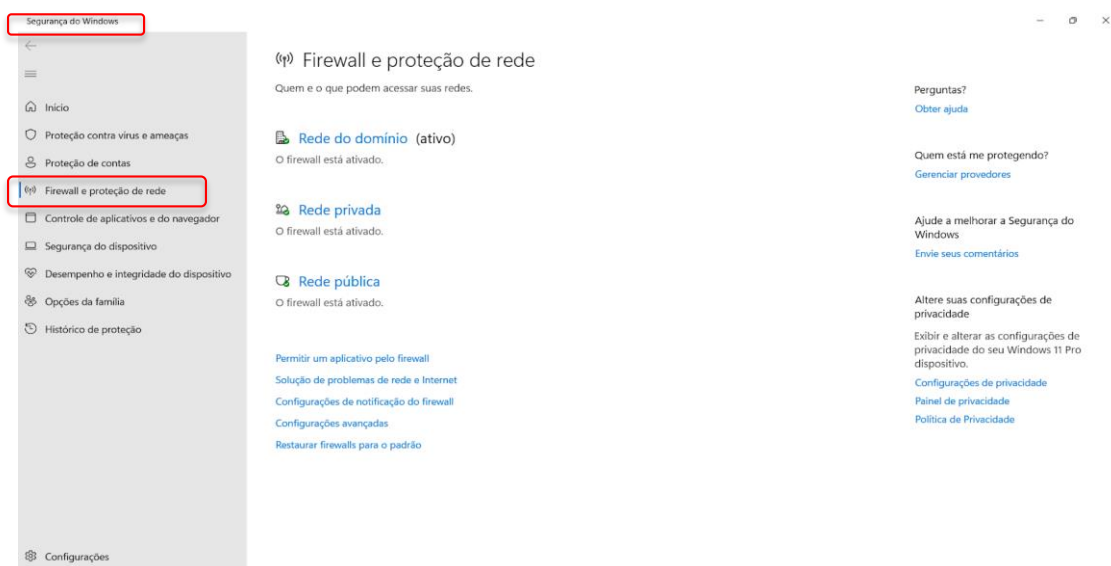 Segurança do Windows
Início
Proteção contra vírus e ameaças
Proteção de contas
Firewall e proteção de rede
Controle de aplicativos e do navegador
Segurança do dispositivo
Desempenho e integridade do dispositivo
Opções da família
Histórico de proteção
Configurações
Firewall e proteção de rede
Quem e o que podem acessar suas redes.
Rede do domínio (ativo)
O firewall está ativado.
Rede privada
O firewall está ativado.
Rede pública
O firewall está ativado.
Permitir um aplicativo pelo firewall
Solução de problemas de rede e Internet
Configurações de notificação do firewall
Configurações avançadas
Restaurar firewalls para o padrão
Perguntas?
Obter ajuda
Quem está me protegendo?
Gerenciar provedores
Ajude a melhorar a Segurança do
Windows
Envie seus comentários
Altere suas configurações de
privacidade
Exibir e alterar as configurações de
privacidade do seu Windows 11 Pro
dispositivo.
Configurações de privacidade
Painel de privacidade
Política de Privacidade